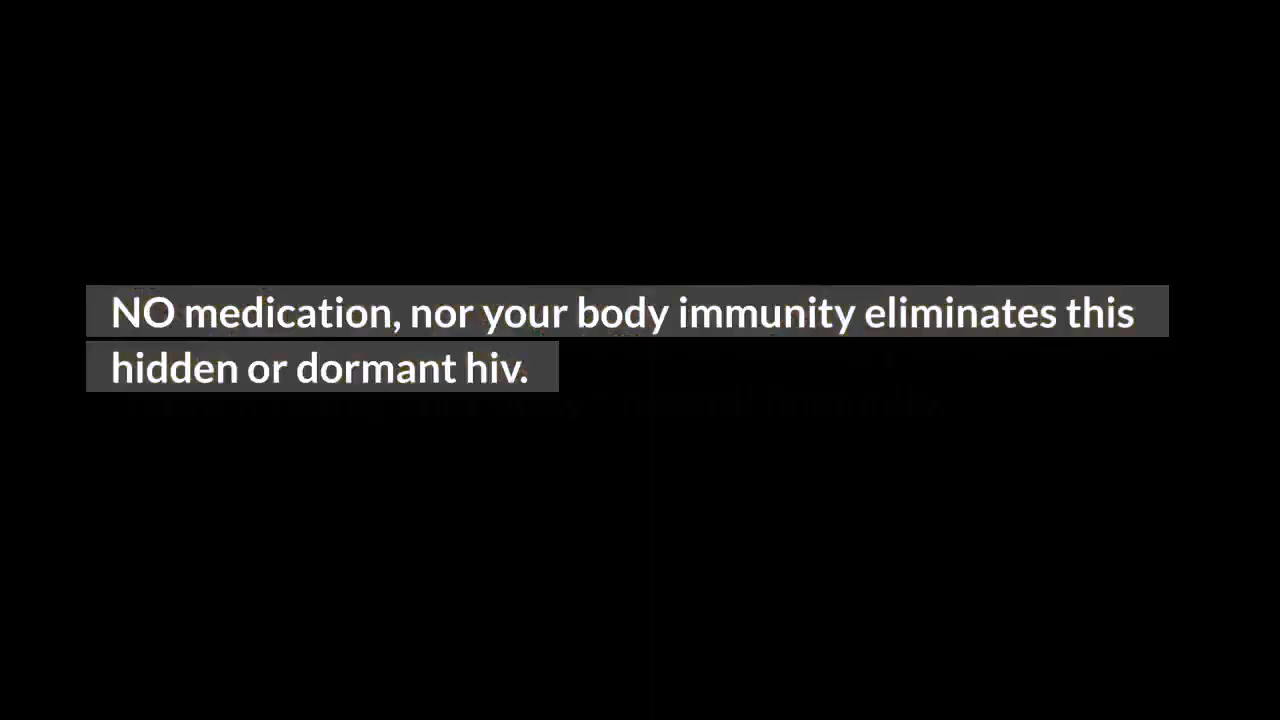 NO medication, nor your body immunity eliminates this
hidden or dormant hiv.